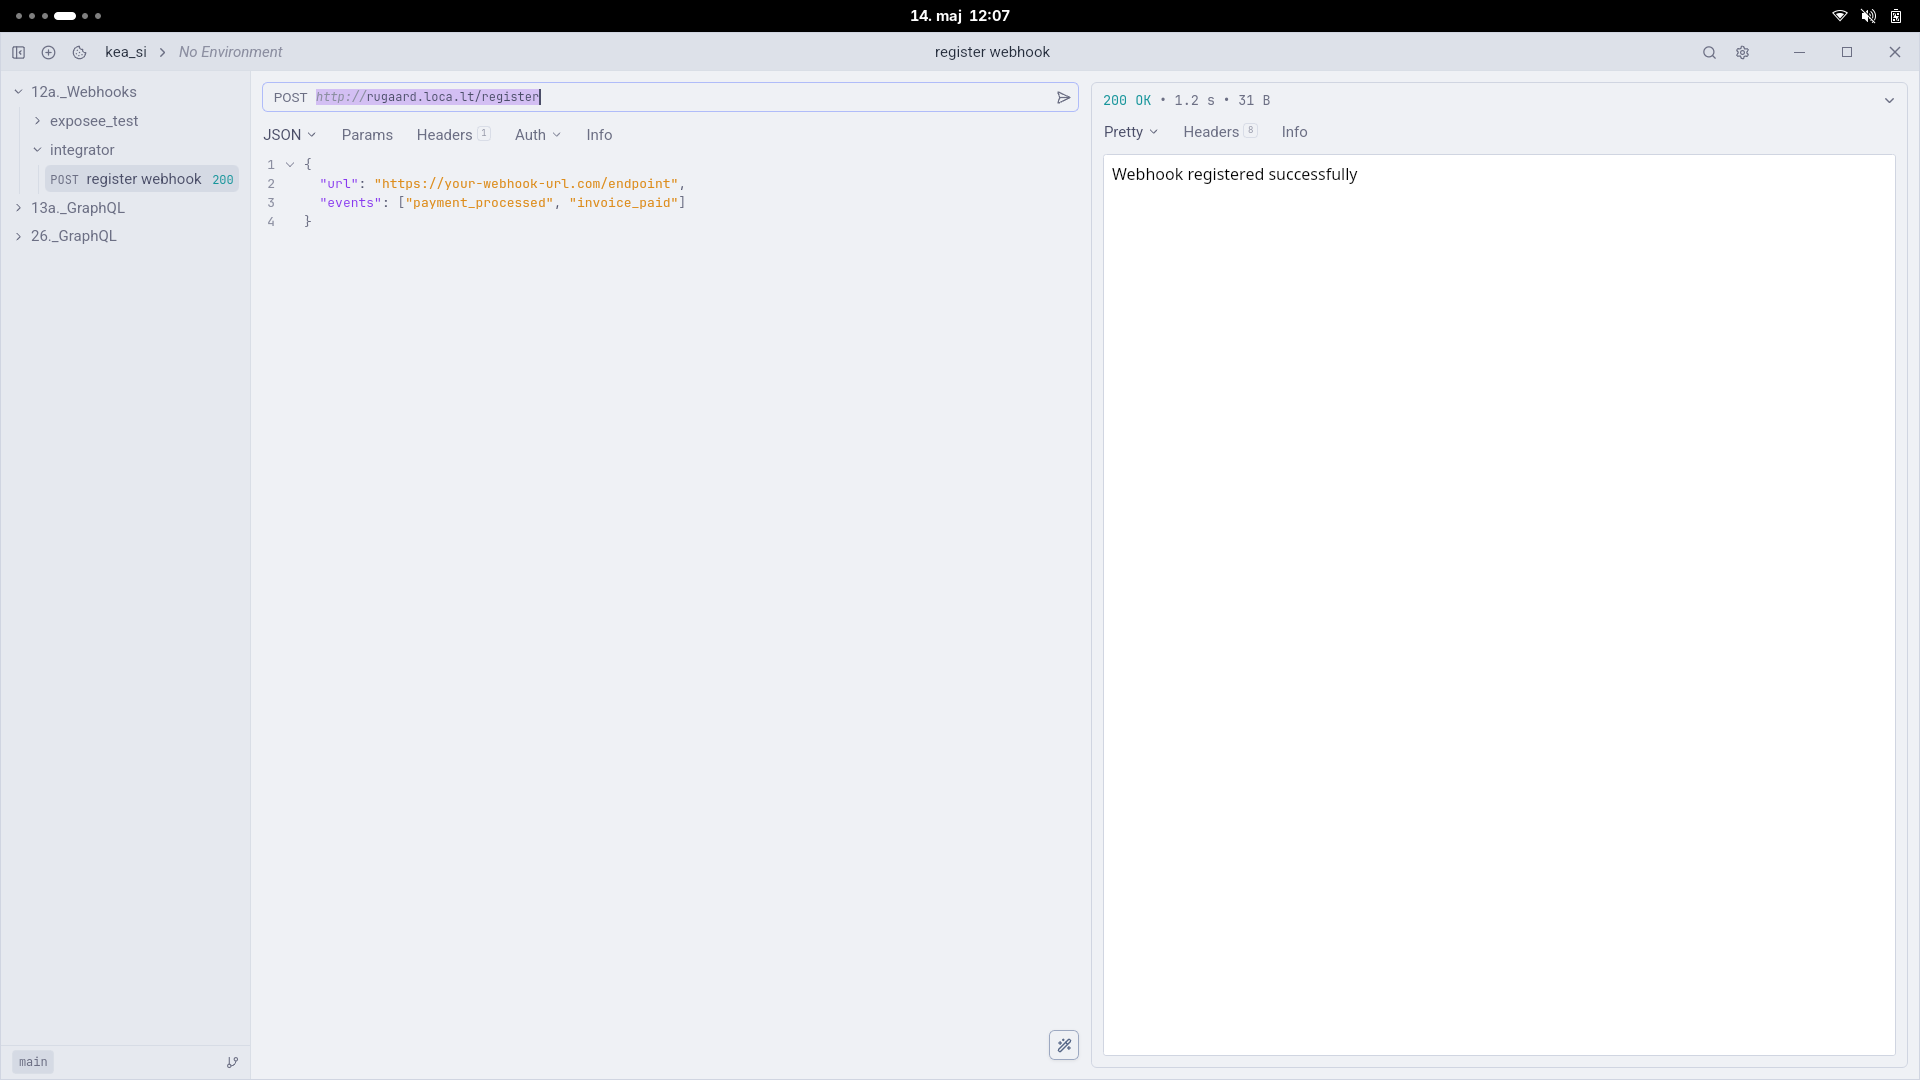 14. maj 12:07
kea_si > No Environment
register webhook
12a._Webhooks
exposee_test
integrator
POST register webhook 200
13a._GraphQL
26._GraphQL
main
POST http://rugaard.loca.lt/register
JSON Params Headers 1 Auth Info
1 {
2 "url": "https://your-webhook-url.com/endpoint",
3 "events": ["payment_processed", "invoice_paid"]
4 }
200 OK • 1.2 s • 31 B
Pretty Headers 8 Info
Webhook registered successfully